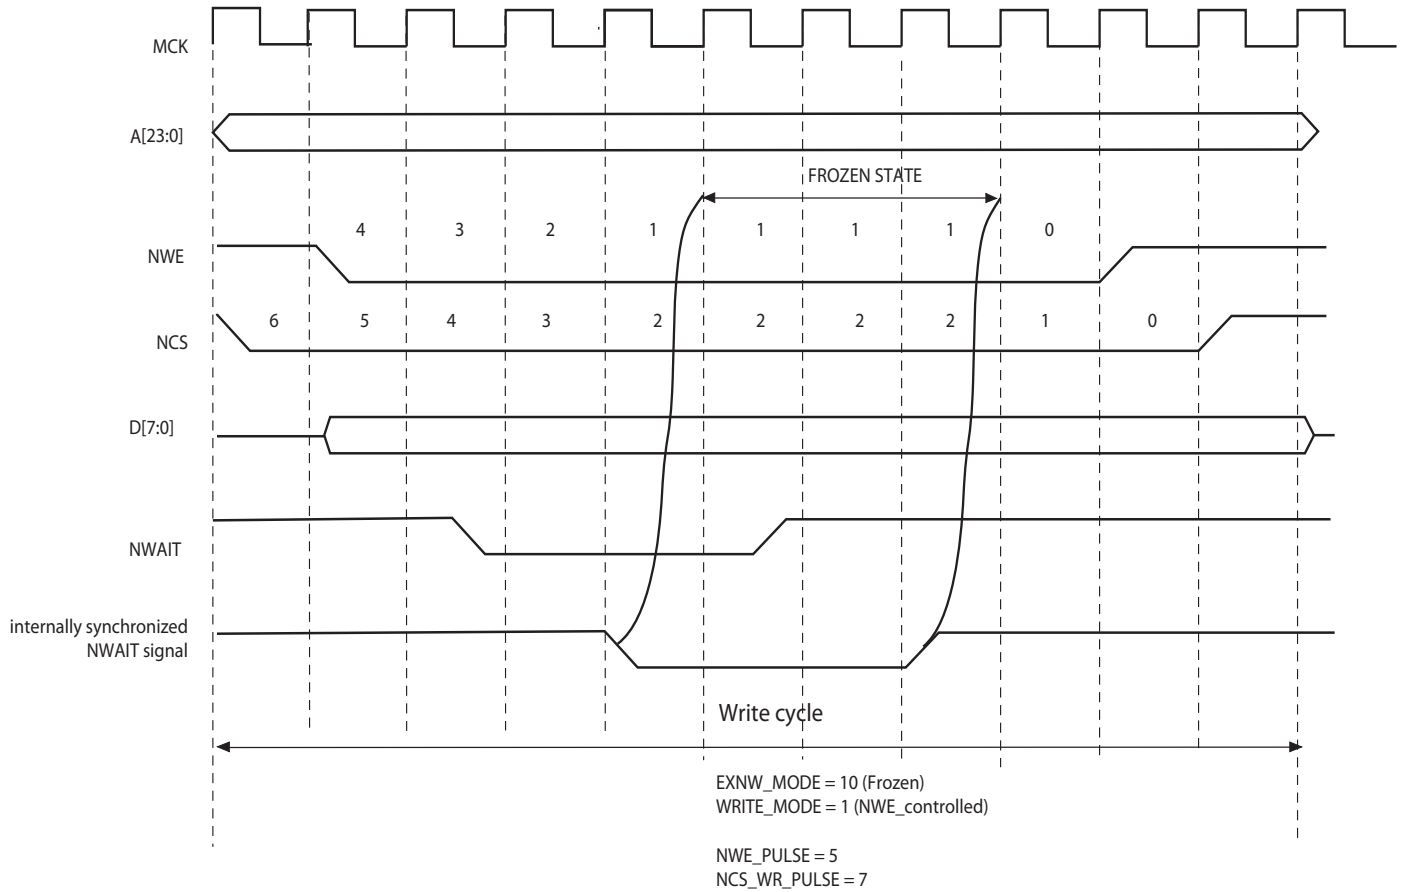 MCK
A[23:0]
FROZEN STATE
4 3 2 1 1 1 1 0
NWE
6 5 4 3 2 2 2 2 1 0
NCS
D[7:0]
NWAIT
internally synchronized
NWAIT signal
Write cycle
EXNW_MODE = 10 (Frozen)
WRITE_MODE = 1 (NWE_controlled)
NWE_PULSE = 5
NCS_WR_PULSE = 7